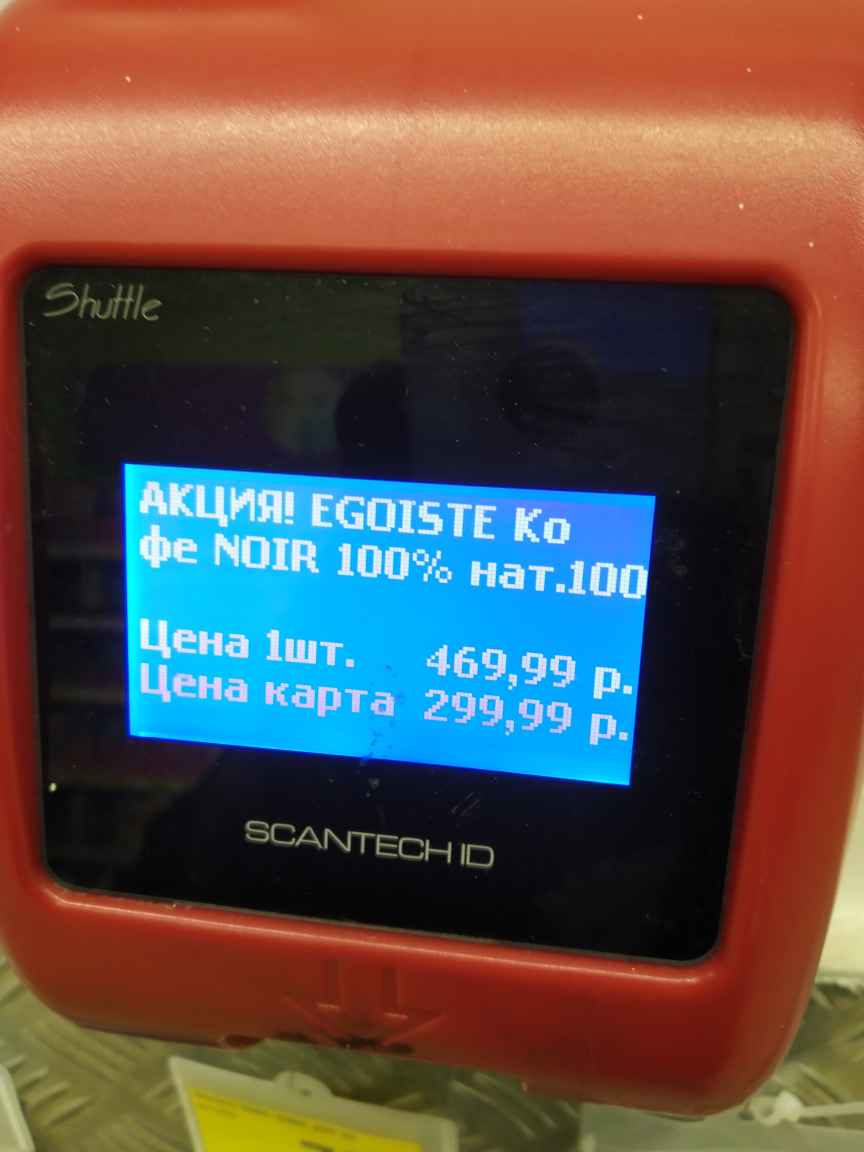 Shuttle
АКЦИЯ! EGOISTE Ко
фе NOIR 100% нат.100
Цена 1шт. 469,99 р.
Цена карта 299,99 р.
SCANTECH ID